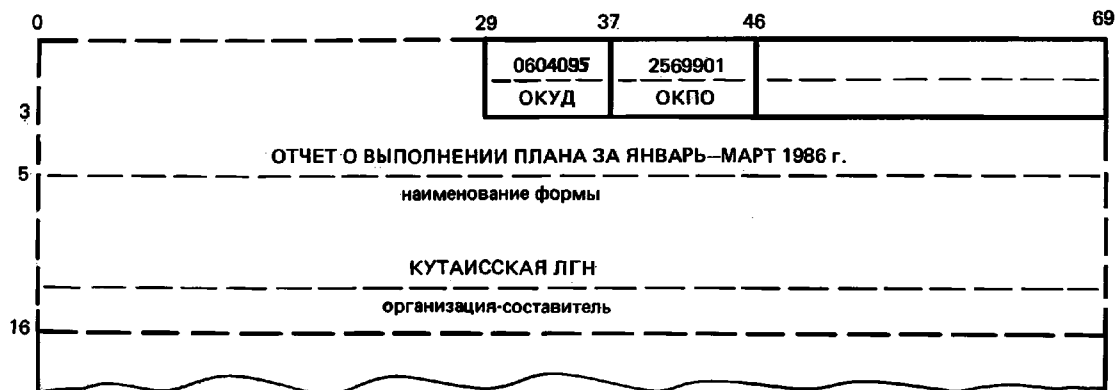 0 29 37 46 69
0604095 2569901
ОКУД ОКПО
3
ОТЧЕТ О ВЫПОЛНЕНИИ ПЛАНА ЗА ЯНВАРЬ—МАРТ 1986 г.
5
наименование формы
КУТАИССКАЯ ЛГН
организация-составитель
16